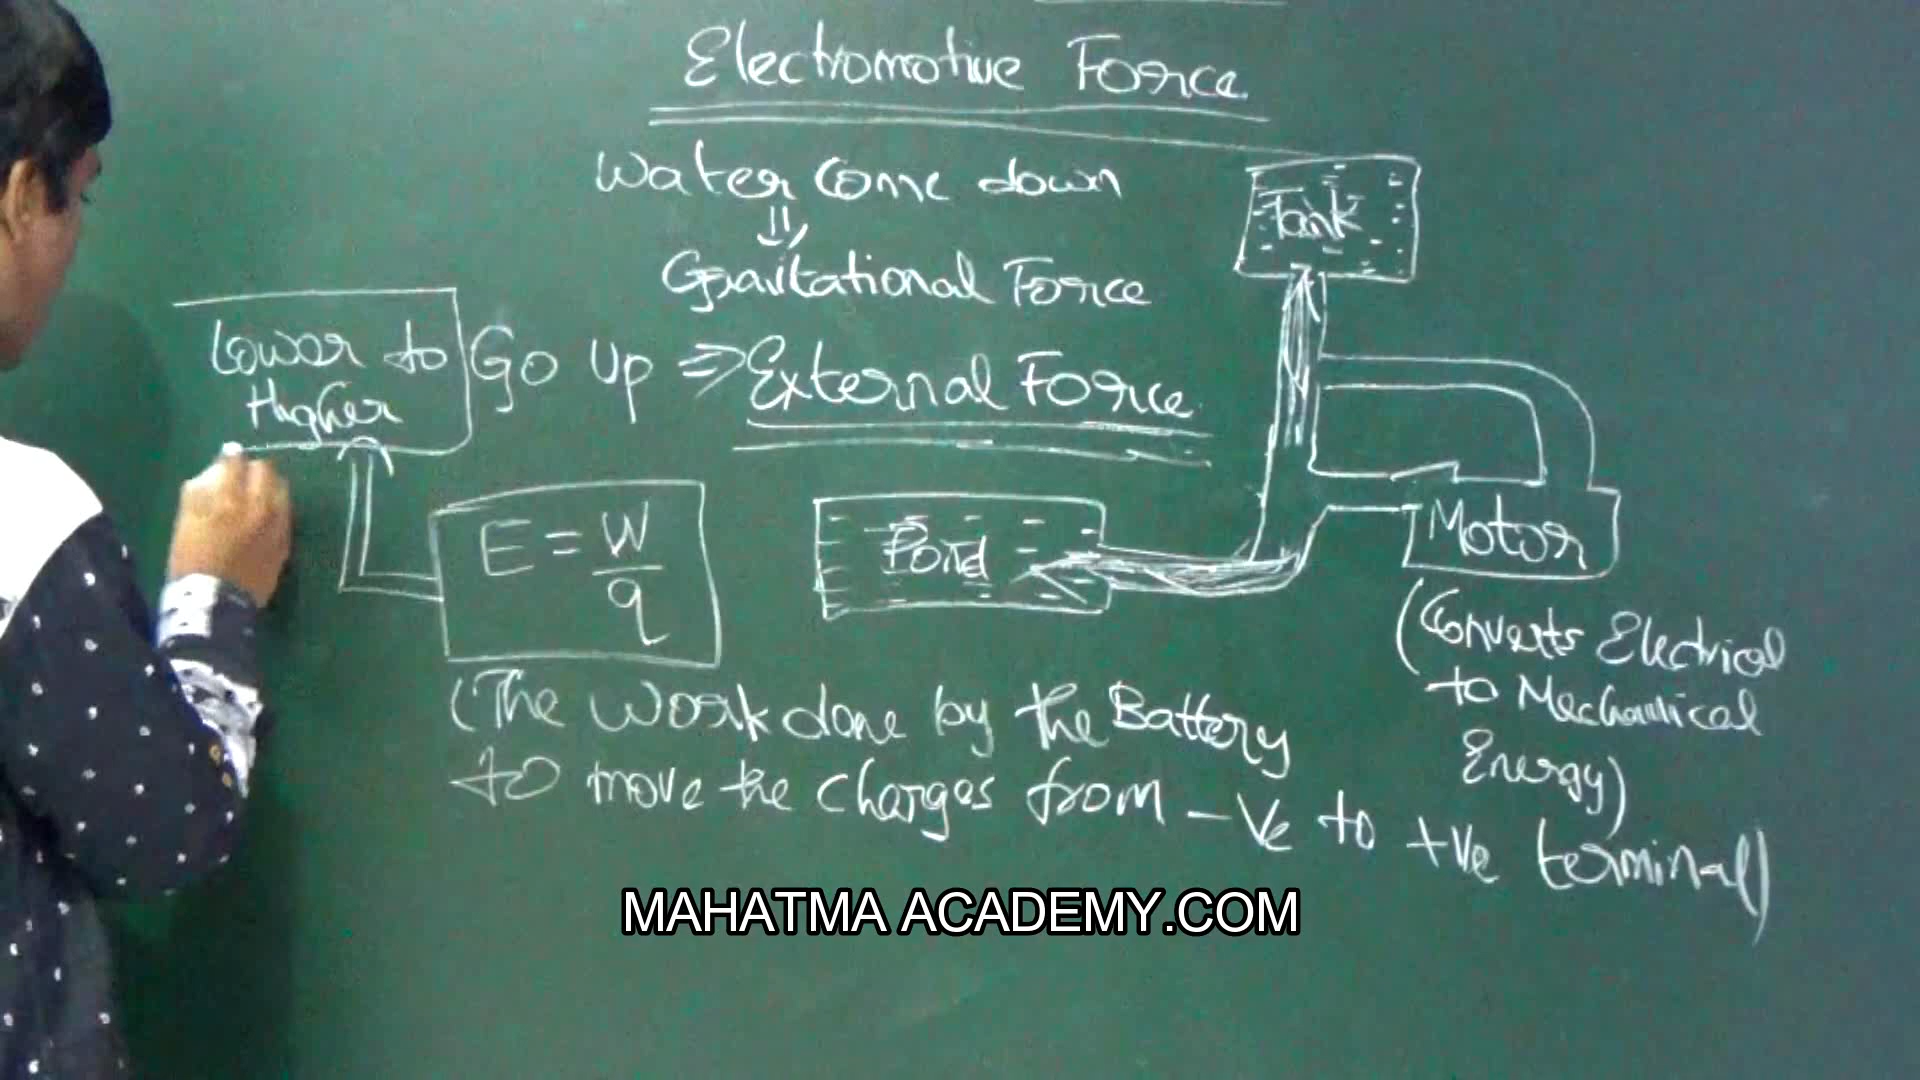 Electromotive Force
Water come down
⇓
Gravitational Force
Tank
Lower to
Higher
Go Up ⇒ External Force
E = W
q
Pond
Motor
(Converts Electrical
to Mechanical
Energy)
(The work done by the Battery
to move the charges from -Ve to +Ve terminal)
MAHATMA ACADEMY.COM